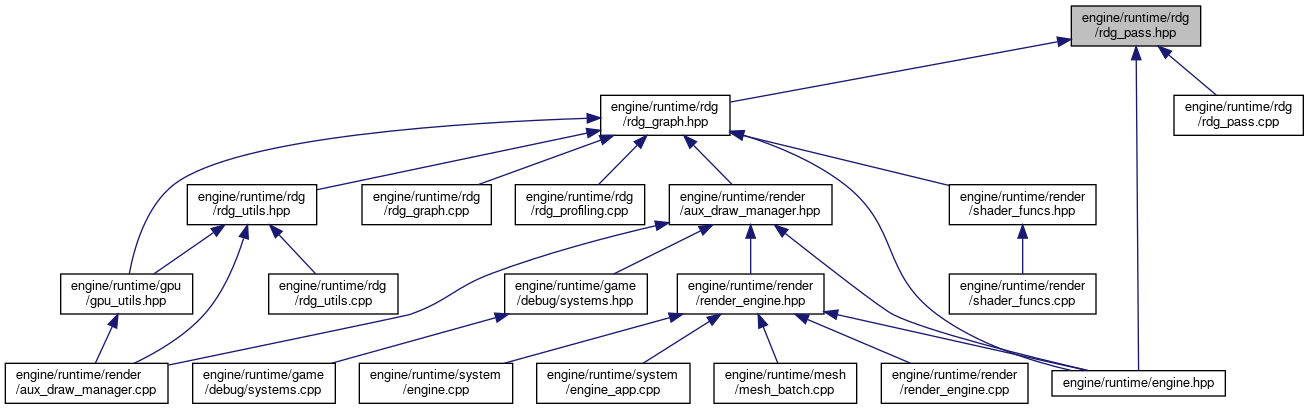 engine/runtime/rdg
/rdg_pass.hpp
engine/runtime/rdg
/rdg_graph.hpp
engine/runtime/rdg
/rdg_pass.cpp
engine/runtime/rdg
/rdg_utils.hpp
engine/runtime/rdg
/rdg_graph.cpp
engine/runtime/rdg
/rdg_profiling.cpp
engine/runtime/render
/aux_draw_manager.hpp
engine/runtime/render
/shader_funcs.hpp
engine/runtime/gpu
/gpu_utils.hpp
engine/runtime/rdg
/rdg_utils.cpp
engine/runtime/game
/debug/systems.hpp
engine/runtime/render
/render_engine.hpp
engine/runtime/render
/shader_funcs.cpp
engine/runtime/render
/aux_draw_manager.cpp
engine/runtime/game
/debug/systems.cpp
engine/runtime/system
/engine.cpp
engine/runtime/system
/engine_app.cpp
engine/runtime/mesh
/mesh_batch.cpp
engine/runtime/render
/render_engine.cpp
engine/runtime/engine.hpp